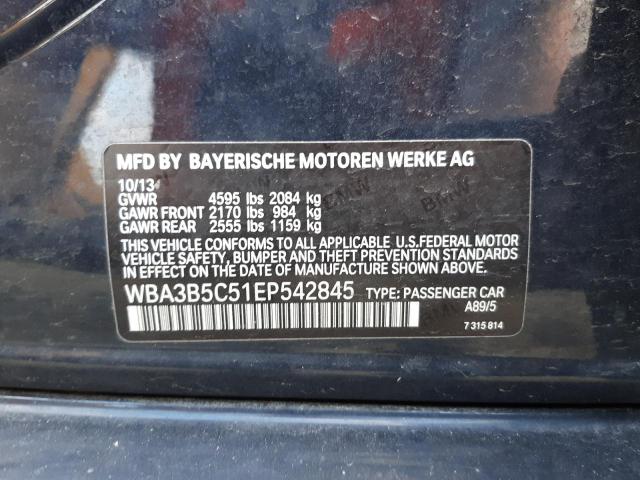 MFD BY BAYERISCHE MOTOREN WERKE AG
10/13
GVWR 4595 lbs 2084 kg
GAWR FRONT 2170 lbs 984 kg
GAWR REAR 2555 lbs 1159 kg
THIS VEHICLE CONFORMS TO ALL APPLICABLE U.S.FEDERAL MOTOR
VEHICLE SAFETY, BUMPER, AND THEFT PREVENTION STANDARDS
IN EFFECT ON THE DATE OF MANUFACTURE SHOWN ABOVE.
WBA3B5C51EP542845 TYPE: PASSENGER CAR
A89/5
7 315 814
BMW
BMW